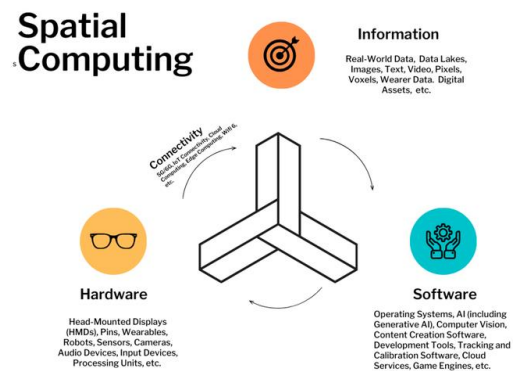 Spatial
Computing
s
Information
Real-World Data, Data Lakes,
Images, Text, Video, Pixels,
Voxels, Wearer Data. Digital
Assets, etc.
Connectivity
5G/6G, IoT Connectivity, Cloud
Computing, Edge Computing, Wifi 6,
etc.
Hardware
Head-Mounted Displays
(HMDs), Pins, Wearables,
Robots, Sensors, Cameras,
Audio Devices, Input Devices,
Processing Units, etc.
Software
Operating Systems, AI (including
Generative AI), Computer Vision,
Content Creation Software,
Development Tools, Tracking and
Calibration Software, Cloud
Services, Game Engines, etc.